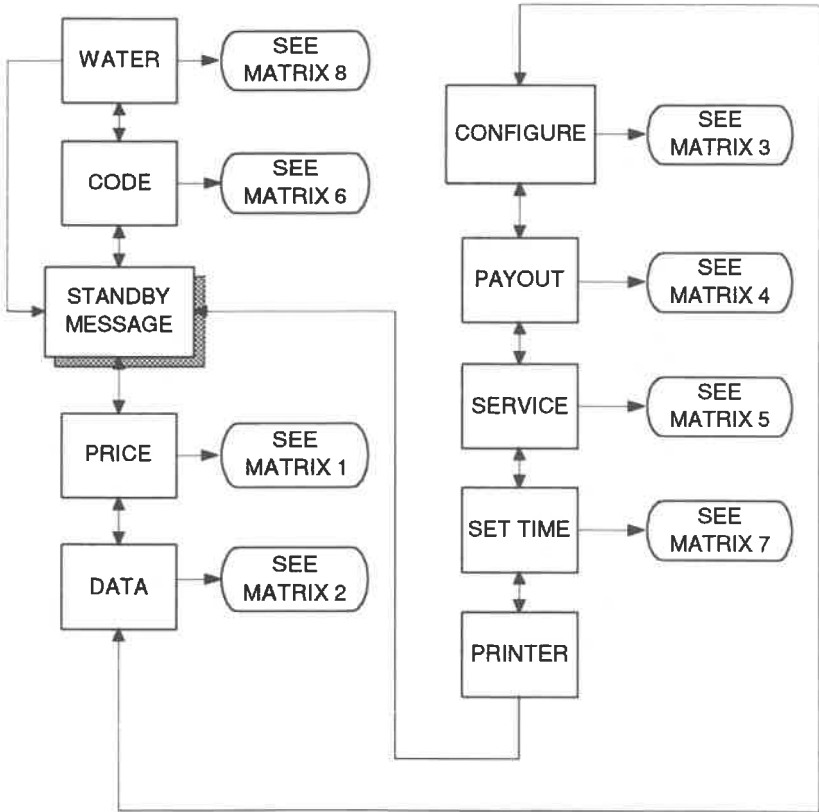 WATER
SEE
MATRIX 8
CODE
SEE
MATRIX 6
STANDBY
MESSAGE
PRICE
SEE
MATRIX 1
DATA
SEE
MATRIX 2
CONFIGURE
SEE
MATRIX 3
PAYOUT
SEE
MATRIX 4
SERVICE
SEE
MATRIX 5
SET TIME
SEE
MATRIX 7
PRINTER